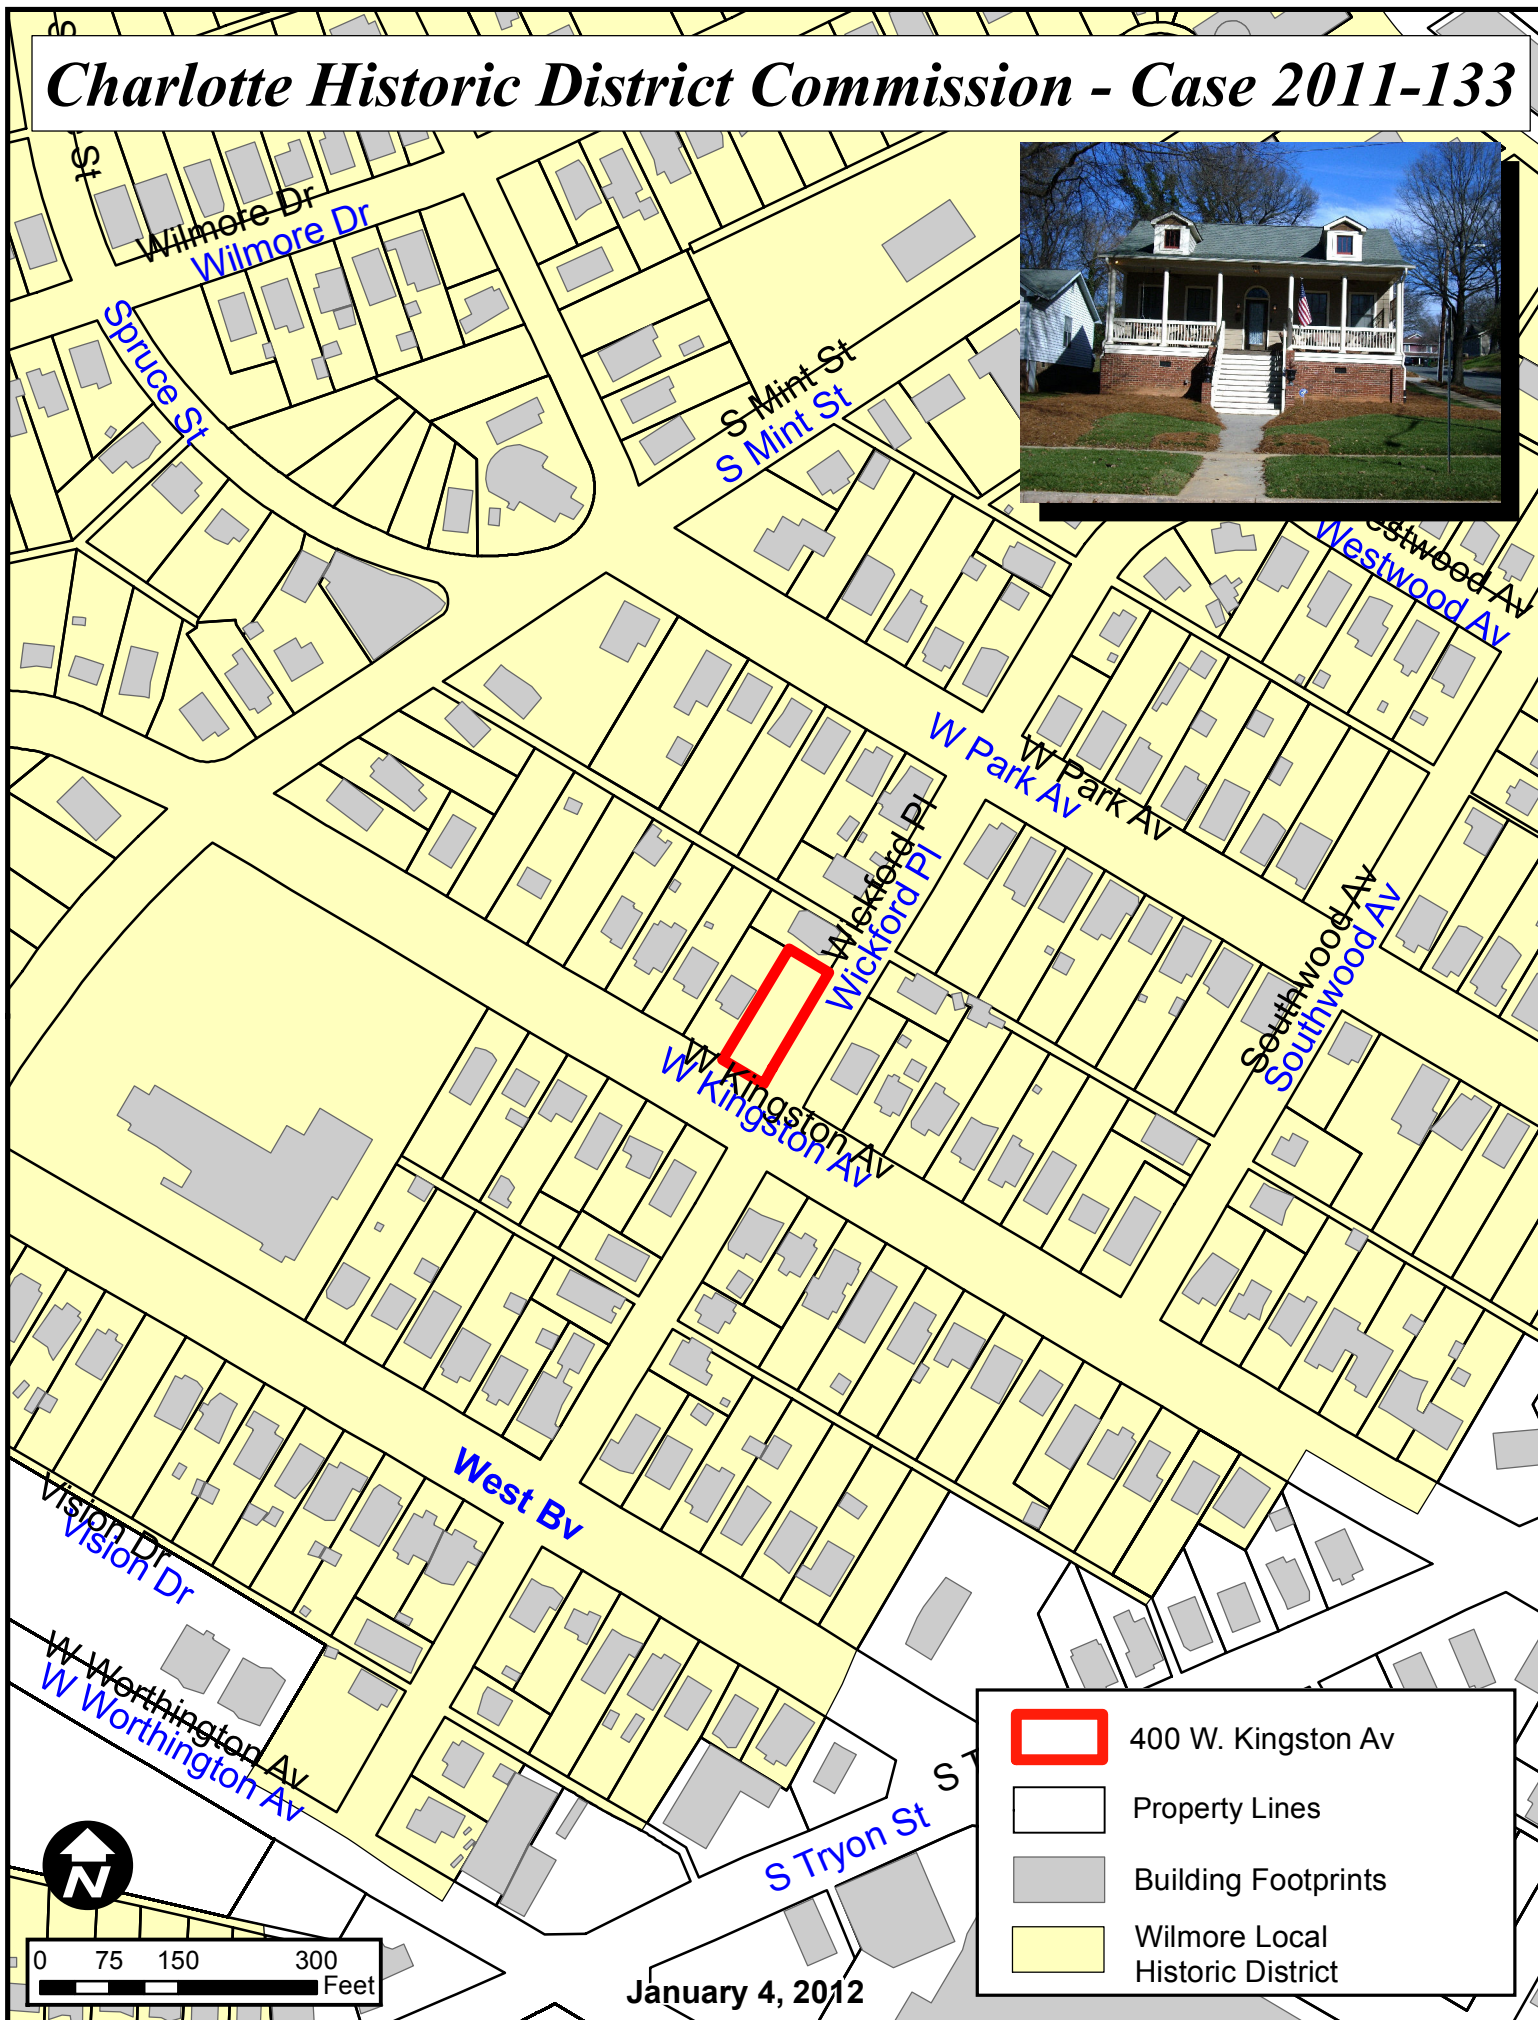 Charlotte Historic District Commission - Case 2011-133
St
Wilmore Dr
Wilmore Dr
Spruce St
S Mint St
S Mint St
estwood Av
Westwood Av
W Park Av
W Park Av
Wickford Pl
Wickford Pl
Southwood Av
Southwood Av
W Kingston Av
W Kingston Av
West Bv
Vision Dr
Vision Dr
W Worthington Av
W Worthington Av
S T
S Tryon St
400 W. Kingston Av
Property Lines
Building Footprints
Wilmore Local
Historic District
N
0 75 150 300
Feet
January 4, 2012